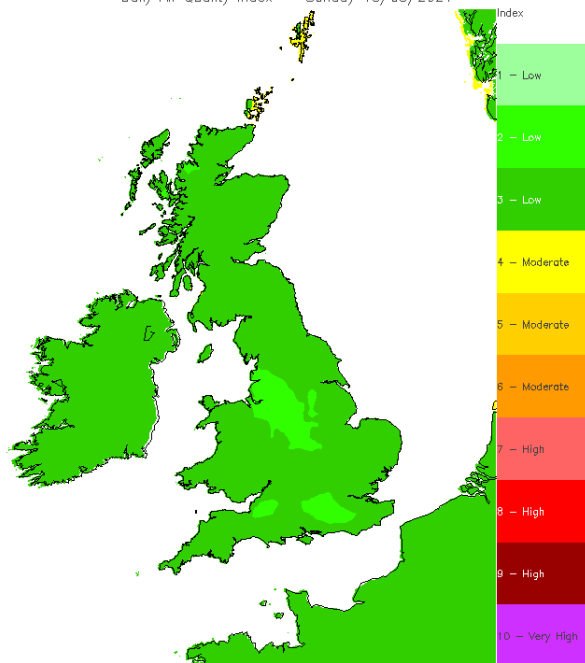 Index
1 - Low
2 - Low
3 - Low
4 - Moderate
5 - Moderate
6 - Moderate
7 - High
8 - High
9 - High
10 - Very High